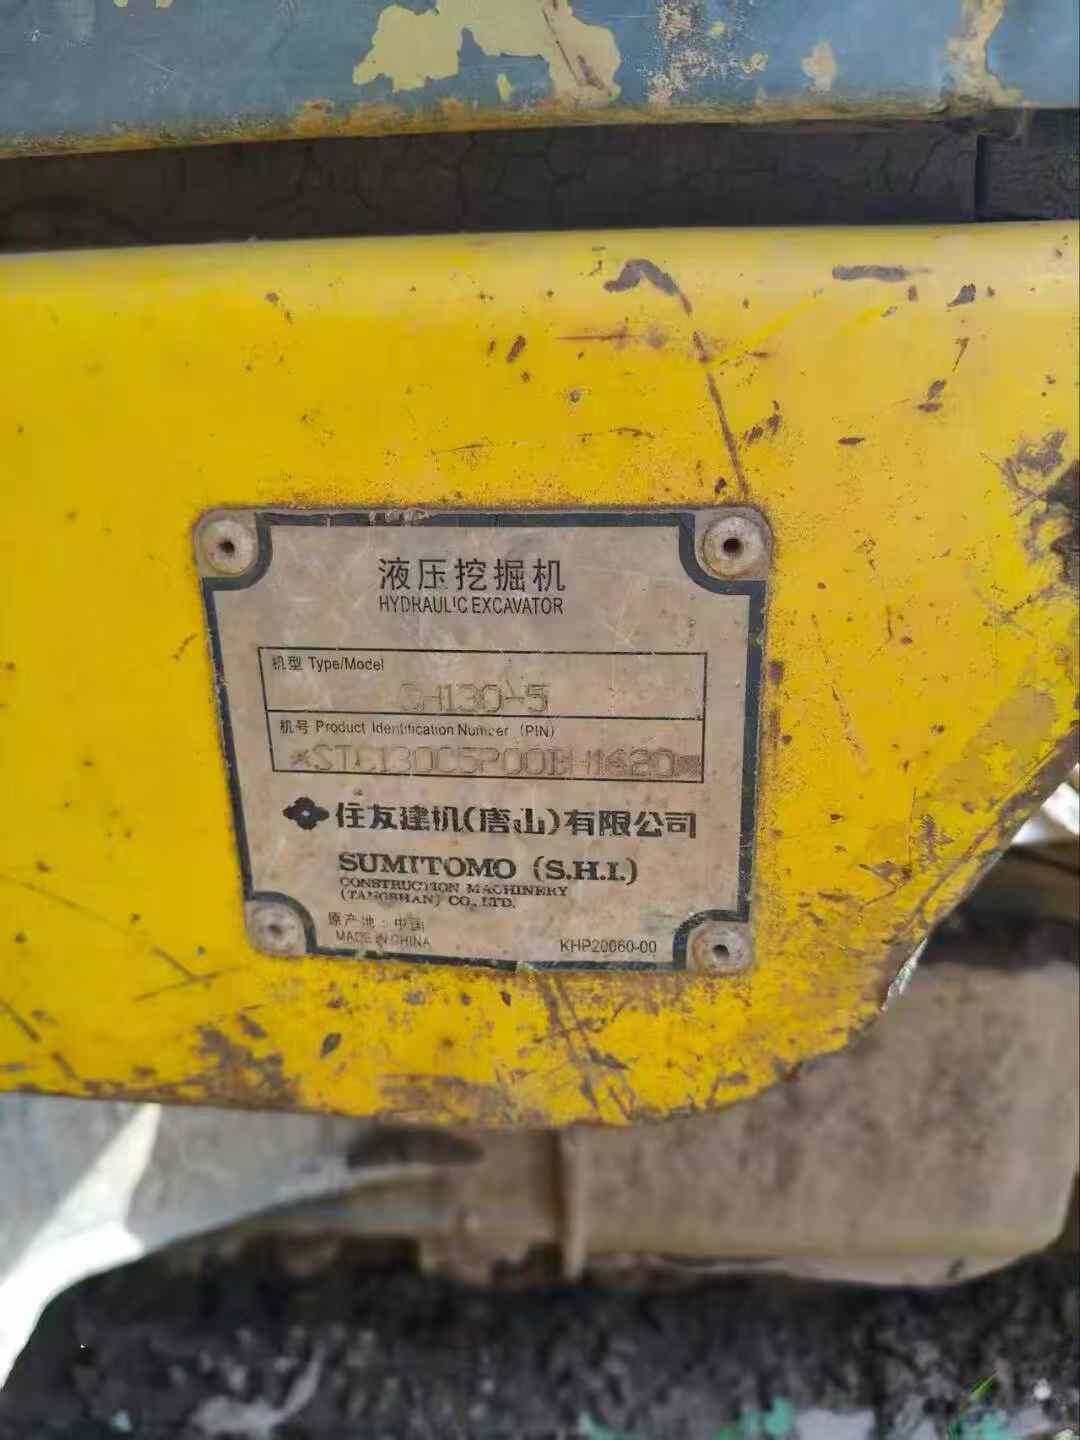 液压挖掘机
HYDRAULIC EXCAVATOR
机型 Type/Model
SH130-5
机号 Product Identification Number (PIN)
住友建机(唐山)有限公司
SUMITOMO (S.H.I.)
CONSTRUCTION MACHINERY
(TANGSHAN) CO., LTD.
原产地：中国
MADE IN CHINA
KHP20060-00